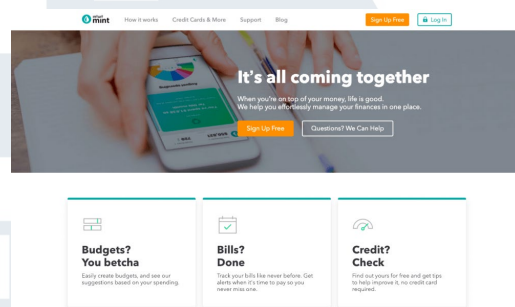 intuit
mint
How it works
Credit Cards & More
Support
Blog
Sign Up Free
Log In
It's all coming together
When you're on top of your money, life is good.
We help you effortlessly manage your finances in one place.
Sign Up Free
Questions? We Can Help
Budgets?
You betcha
Easily create budgets, and see our
suggestions based on your spending.
Bills?
Done
Track your bills like never before. Get
alerts when it's time to pay so you
never miss one.
Credit?
Check
Find out yours for free and get tips
to help improve it, no credit card
required.